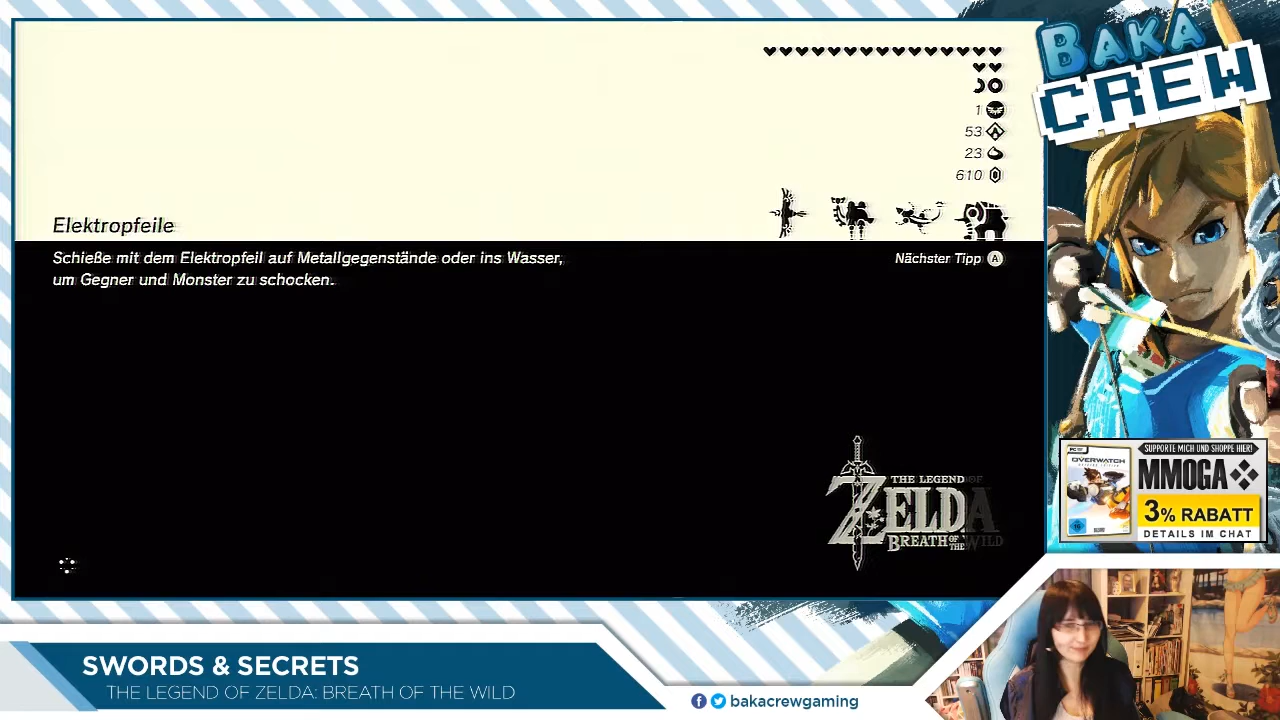 BAKA
CREW
1
53
23
610
Elektropfeile
Schieße mit dem Elektropfeil auf Metallgegenstände oder ins Wasser,
um Gegner und Monster zu schocken.
Nächster Tipp A
THE LEGEND OF
ZELDA
BREATH OF THE WILD
OVERWATCH
SUPPORTE MICH UND SHOPPE HIER!
MMOGA
3% RABATT
DETAILS IM CHAT
SWORDS & SECRETS
THE LEGEND OF ZELDA: BREATH OF THE WILD
bakacrewgaming